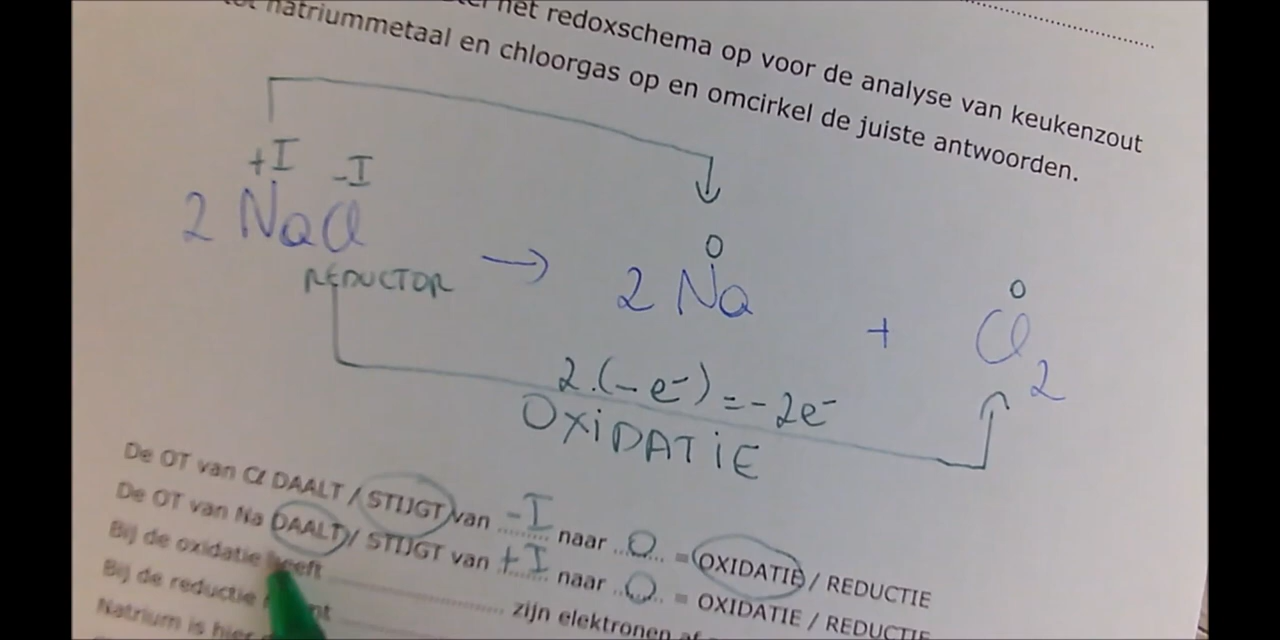 het redoxschema op voor de analyse van keukenzout
natriummetaal en chloorgas op en omcirkel de juiste antwoorden.
+I -I
2 NaCl → 2 Na + Cl2
0 0
REDUCTOR
2.(-e⁻) = -2e⁻
OXIDATIE
De OT van Cl DAALT / STIJGT van -I naar 0 = OXIDATIE / REDUCTIE
De OT van Na DAALT / STIJGT van +I naar 0 = OXIDATIE / REDUCTIE
Bij de oxidatie heeft zijn elektronen af
Bij de reductie
Natrium is hier